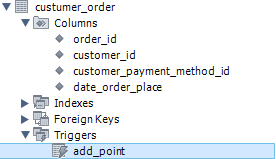 custumer_order
Columns
order_id
customer_id
customer_payment_method_id
date_order_place
Indexes
Foreign Keys
Triggers
add_point